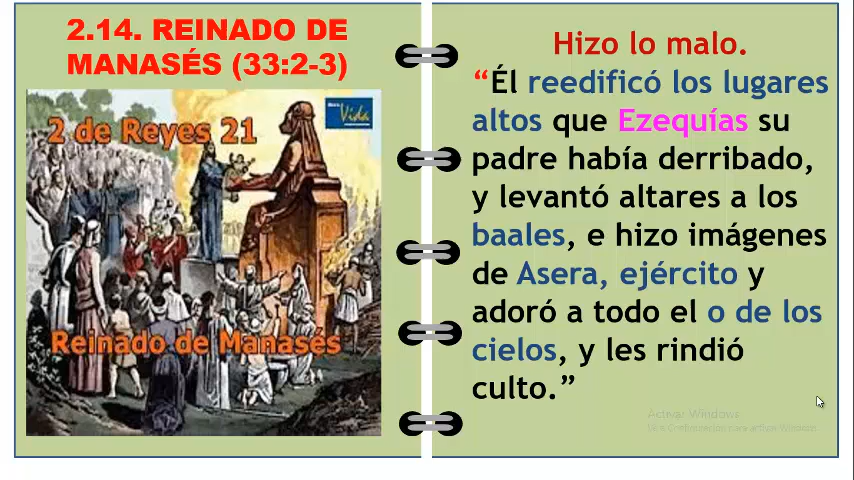 2.14. REINADO DE
MANASÉS (33:2-3)
Vida
2 de Reyes 21
Reinado de Manasés
Hizo lo malo.
“Él reedificó los lugares
altos que Ezequías su
padre había derribado,
y levantó altares a los
baales, e hizo imágenes
de Asera, ejército y
adoró a todo el o de los
cielos, y les rindió
culto.”
Activar Windows